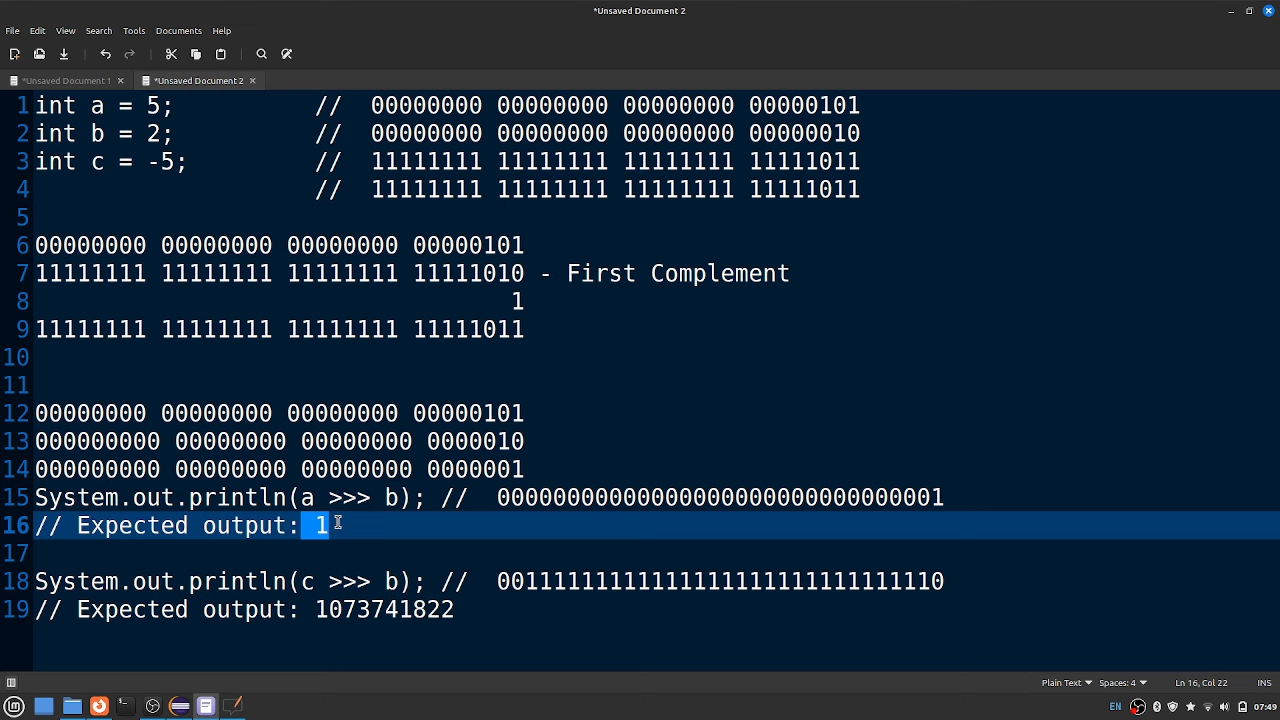 *Unsaved Document 2
File Edit View Search Tools Documents Help
*Unsaved Document 1 *Unsaved Document 2
1 int a = 5; // 00000000 00000000 00000000 00000101
2 int b = 2; // 00000000 00000000 00000000 00000010
3 int c = -5; // 11111111 11111111 11111111 11111011
4 // 11111111 11111111 11111111 11111011
5
6 00000000 00000000 00000000 00000101
7 11111111 11111111 11111111 11111010 - First Complement
8 1
9 11111111 11111111 11111111 11111011
10
11
12 00000000 00000000 00000000 00000101
13 000000000 00000000 00000000 0000010
14 000000000 00000000 00000000 0000001
15 System.out.println(a >>> b); // 00000000000000000000000000000001
16 // Expected output: 1
17
18 System.out.println(c >>> b); // 00111111111111111111111111111110
19 // Expected output: 1073741822
Plain Text Spaces: 4 Ln 16, Col 22 INS
EN 07:49